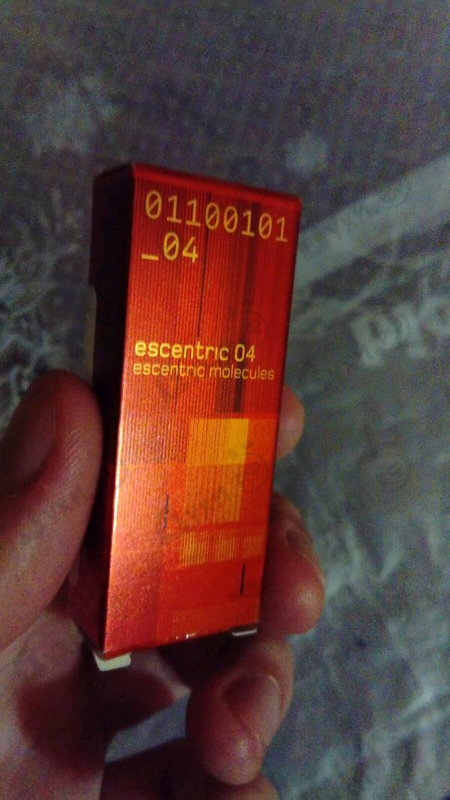 01100101
_04
escentric 04
escentric molecules